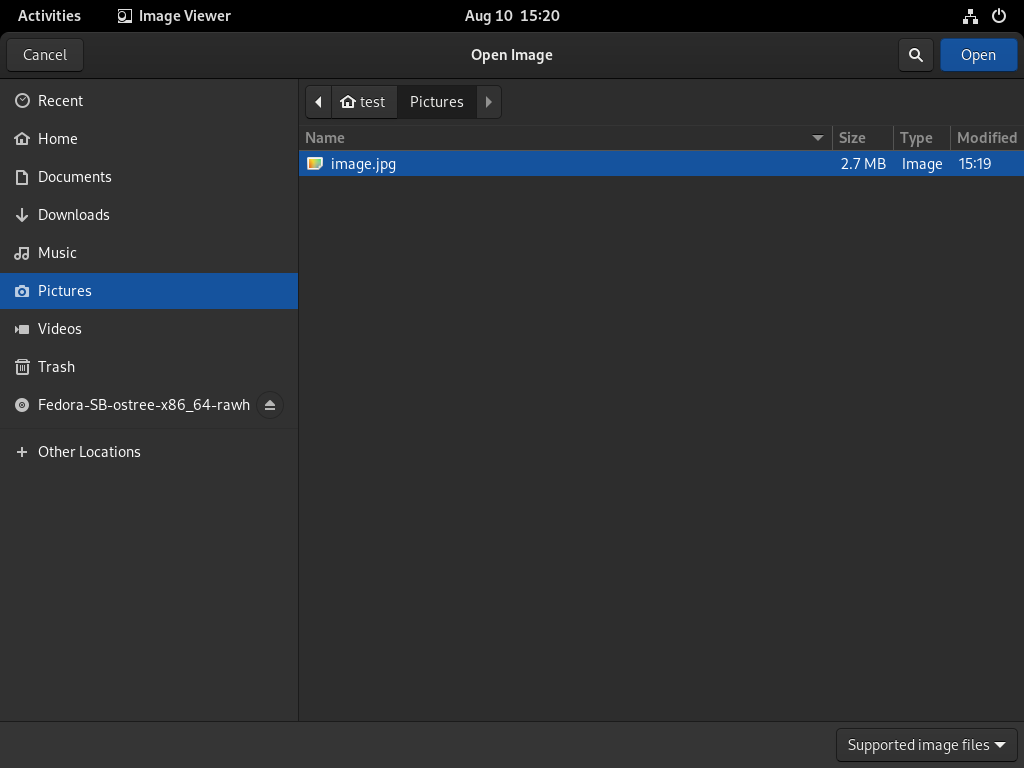 Activities Image Viewer Aug 10 15:20
Cancel Open Image Open
Recent
Home
Documents
Downloads
Music
Pictures
Videos
Trash
Fedora-SB-ostree-x86_64-rawh
Other Locations
test Pictures
Name Size Type Modified
image.jpg 2.7 MB Image 15:19
Supported image files